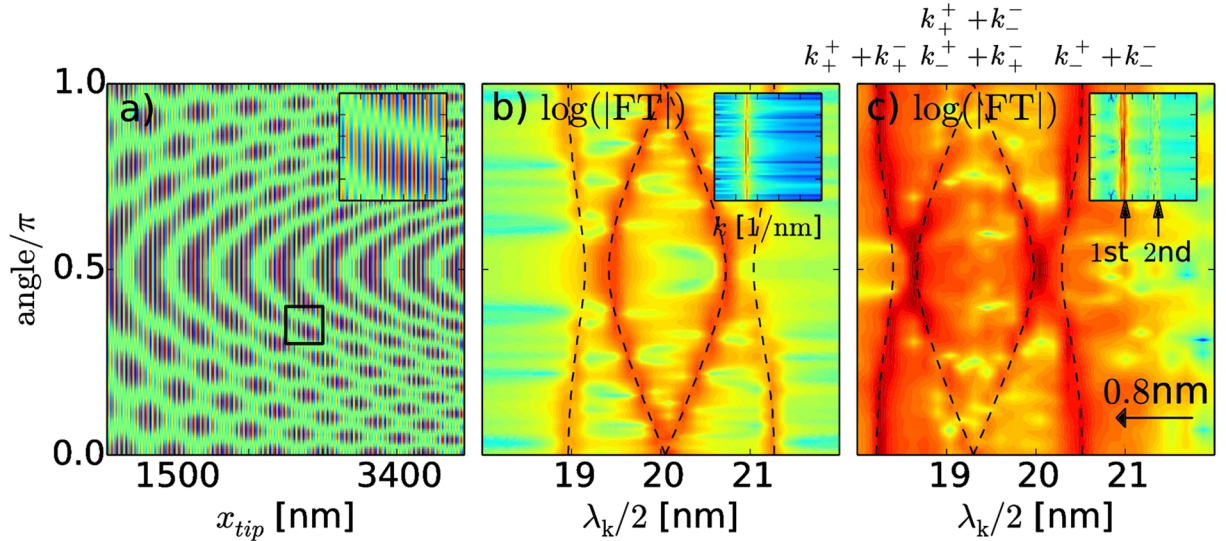 k₊⁺ + k₋⁻
k₊⁺ + k₊⁻ k₋⁺ + k₊⁻ k₋⁺ + k₋⁻
1.0 a) b) log(|FT|) c) log(|FT|)
k [1/nm]
1st 2nd
angle/π
0.5
0.8nm
0.0
1500 3400 19 20 21 19 20 21
x_tip [nm] λ_k/2 [nm] λ_k/2 [nm]